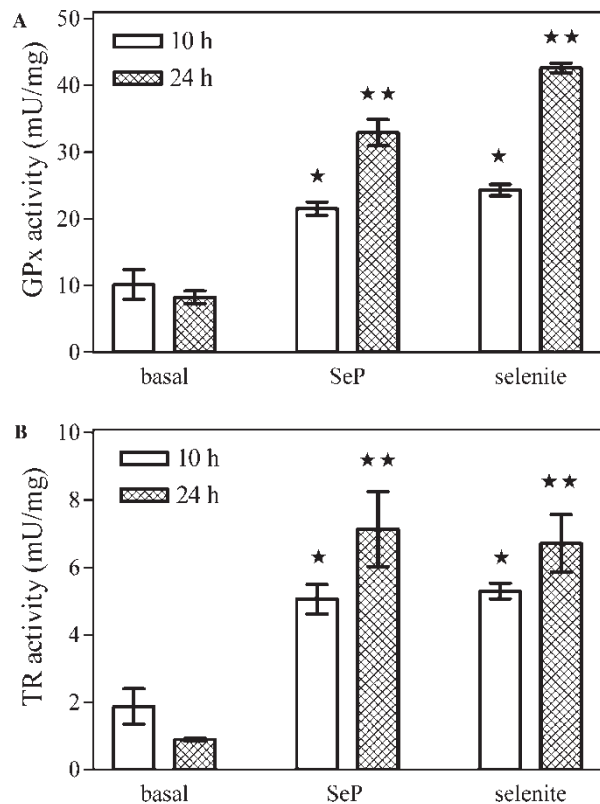 A
GPx activity (mU/mg)
50
40
30
20
10
0
10 h
24 h
★
★★
★
★★
basal SeP selenite
B
TR activity (mU/mg)
10
8
6
4
2
0
10 h
24 h
★
★★
★
★★
basal SeP selenite